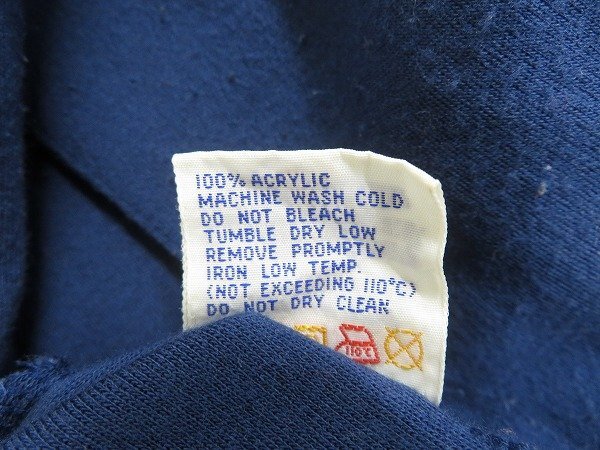 100% ACRYLIC
MACHINE WASH COLD
DO NOT BLEACH
TUMBLE DRY LOW
REMOVE PROMPTLY
IRON LOW TEMP.
(NOT EXCEEDING 110°C)
DO NOT DRY CLEAN
110°C